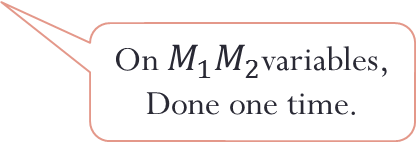 On 𝑀₁𝑀₂variables,
Done one time.